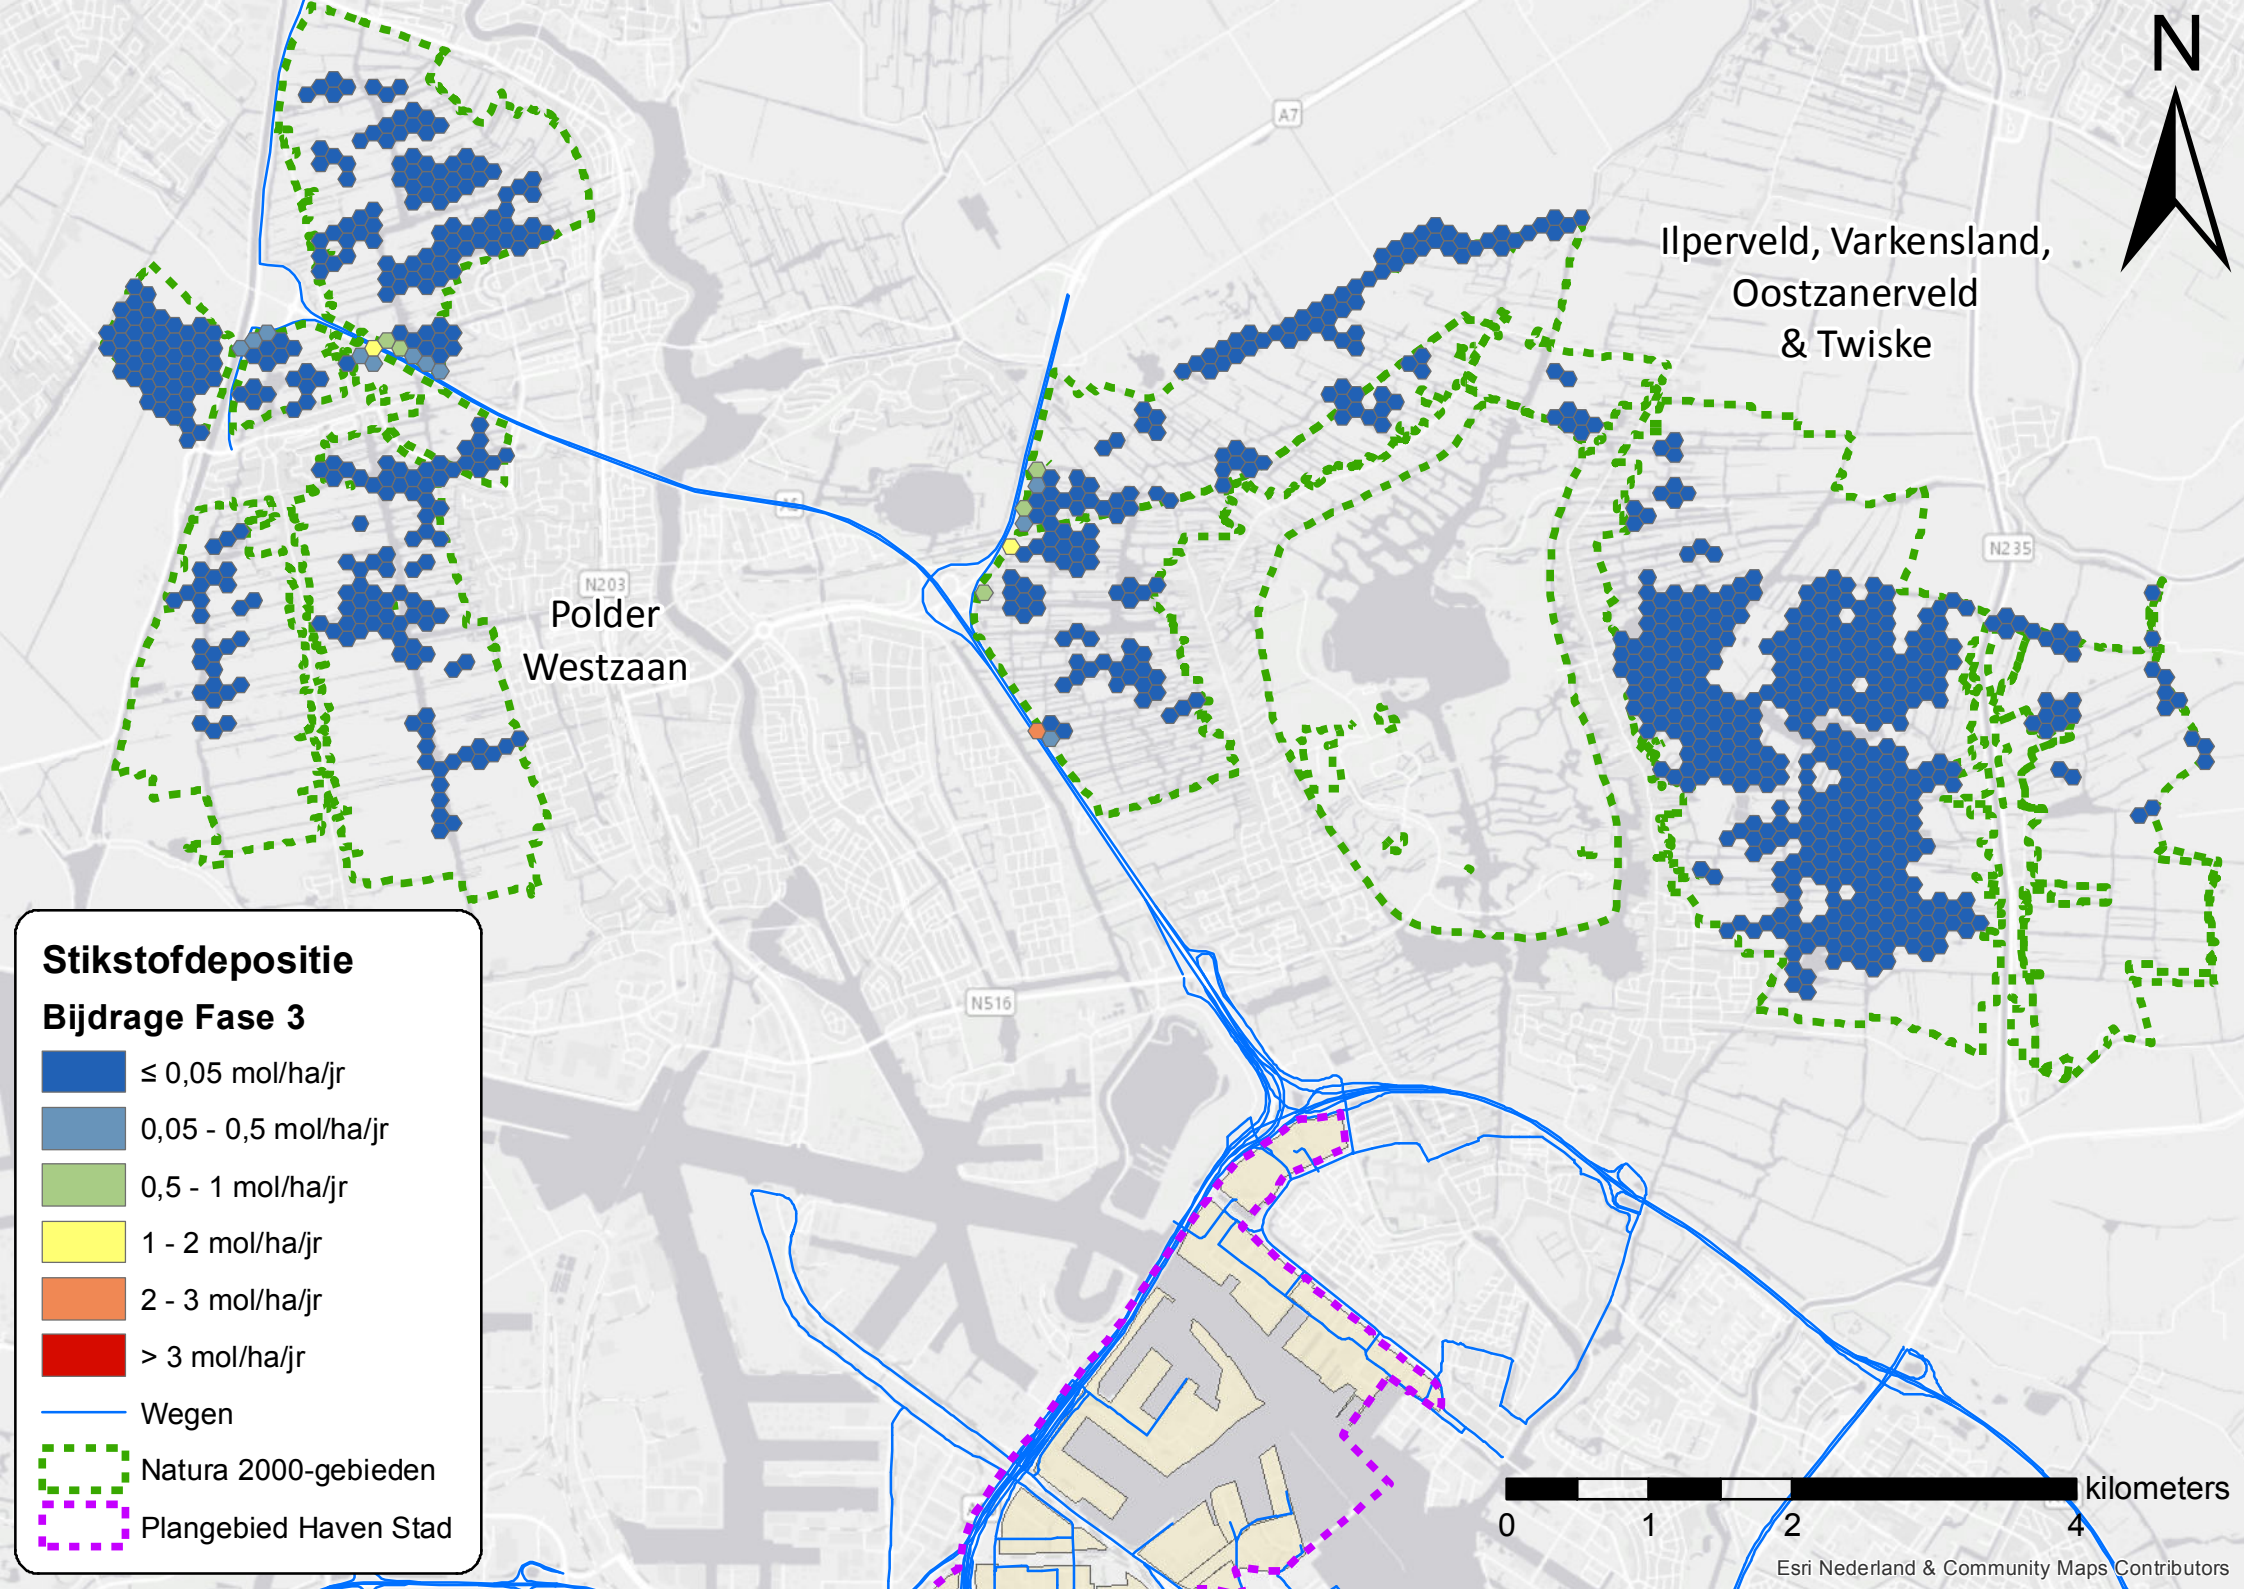 N
A7
Ilperveld, Varkensland,
Oostzanerveld
& Twiske
N235
N203
Polder
Westzaan
N516
Stikstofdepositie
Bijdrage Fase 3
≤ 0,05 mol/ha/jr
0,05 - 0,5 mol/ha/jr
0,5 - 1 mol/ha/jr
1 - 2 mol/ha/jr
2 - 3 mol/ha/jr
> 3 mol/ha/jr
Wegen
Natura 2000-gebieden
Plangebied Haven Stad
kilometers
0 1 2 4
Esri Nederland & Community Maps Contributors